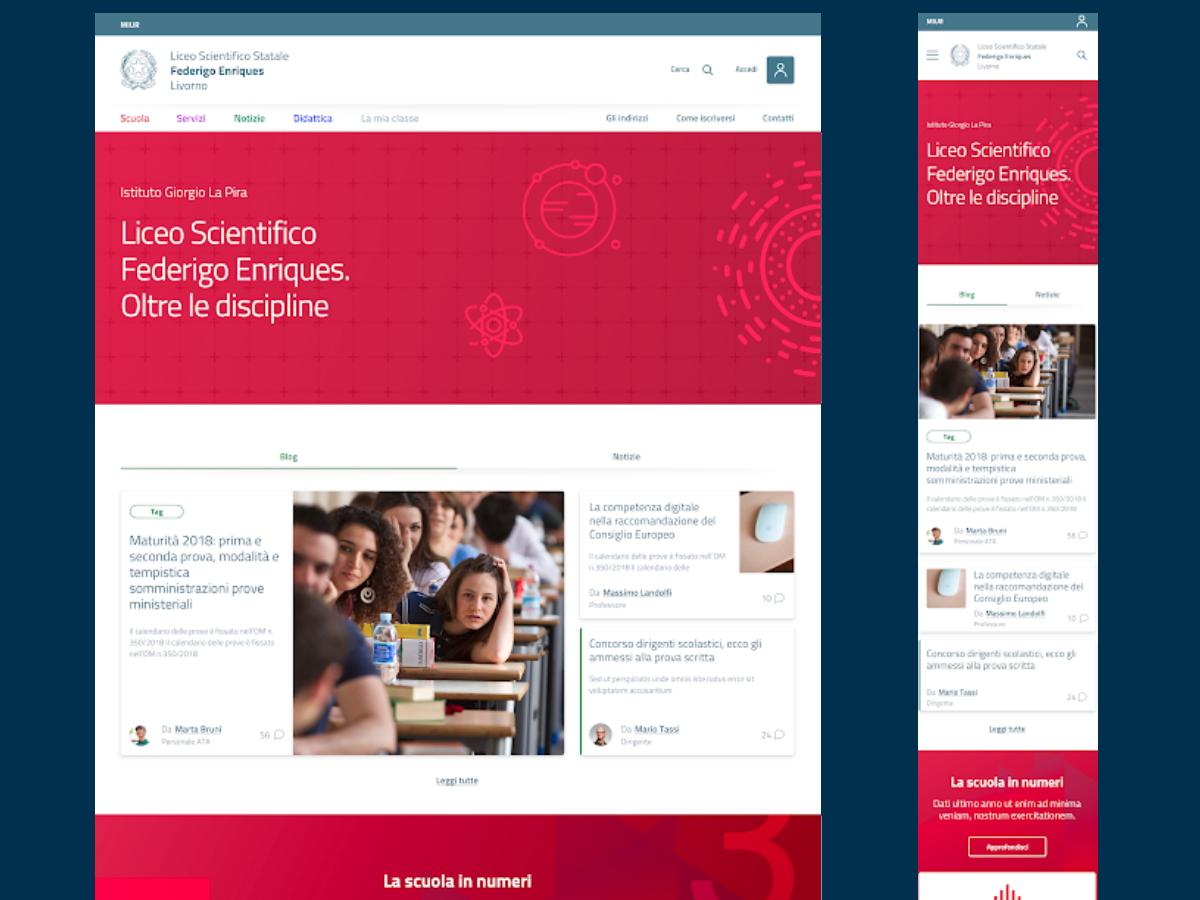 MIUR
Liceo Scientifico Statale
Federigo Enriques
Livorno
Cerca
Accedi
Scuola
Servizi
Notizie
Didattica
La mia classe
Gli indirizzi
Come iscriversi
Contatti
Istituto Giorgio La Pira
Liceo Scientifico
Federigo Enriques.
Oltre le discipline
Blog
Notizie
Tag
Maturità 2018: prima e
seconda prova, modalità e
tempistica
somministrazioni prove
ministeriali
Il calendario delle prove è fissato nell'OM n.
350/2018 Il calendario delle prove è fissato
nell'OM n.350/2018
Da Marta Bruni
Personale ATA
56
La competenza digitale
nella raccomandazione del
Consiglio Europeo
Il calendario delle prove è fissato nell'OM
n.350/2018 Il calendario delle
Da Massimo Landolfi
Professore
10
Concorso dirigenti scolastici, ecco gli
ammessi alla prova scritta
Sed ut perspiciatis unde omnis iste natus error sit
voluptatem accusantium
Da Mario Tassi
Dirigente
24
Leggi tutte
La scuola in numeri
3
MIUR
Liceo Scientifico Statale
Federigo Enriques
Livorno
Istituto Giorgio La Pira
Liceo Scientifico
Federigo Enriques.
Oltre le discipline
Blog
Notizie
Tag
Maturità 2018: prima e seconda prova,
modalità e tempistica
somministrazioni prove ministeriali
Il calendario delle prove è fissato nell'OM n.350/2018 Il
calendario delle prove è fissato nell'OM n.350/2018
Da Marta Bruni
Personale ATA
56
La competenza digitale
nella raccomandazione del
Consiglio Europeo
Da Massimo Landolfi
Professore
10
Concorso dirigenti scolastici, ecco gli
ammessi alla prova scritta
Da Mario Tassi
Dirigente
24
Leggi tutte
La scuola in numeri
Dati ultimo anno ut enim ad minima
veniam, nostrum exercitationem.
Approfondisci